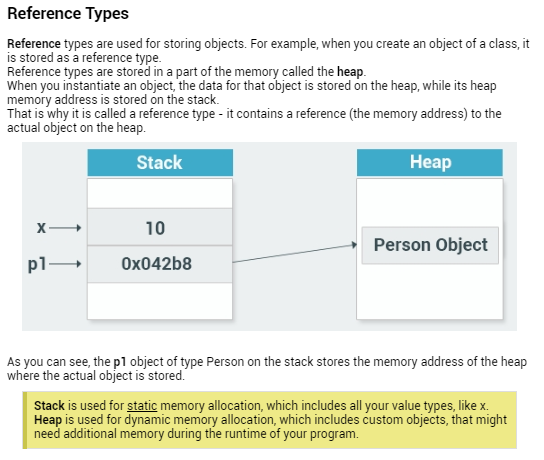 Reference Types
Reference types are used for storing objects. For example, when you create an object of a class, it
is stored as a reference type.
Reference types are stored in a part of the memory called the heap.
When you instantiate an object, the data for that object is stored on the heap, while its heap
memory address is stored on the stack.
That is why it is called a reference type - it contains a reference (the memory address) to the
actual object on the heap.
Stack
Heap
x
10
p1
0x042b8
Person Object
As you can see, the p1 object of type Person on the stack stores the memory address of the heap
where the actual object is stored.
Stack is used for static memory allocation, which includes all your value types, like x.
Heap is used for dynamic memory allocation, which includes custom objects, that might
need additional memory during the runtime of your program.